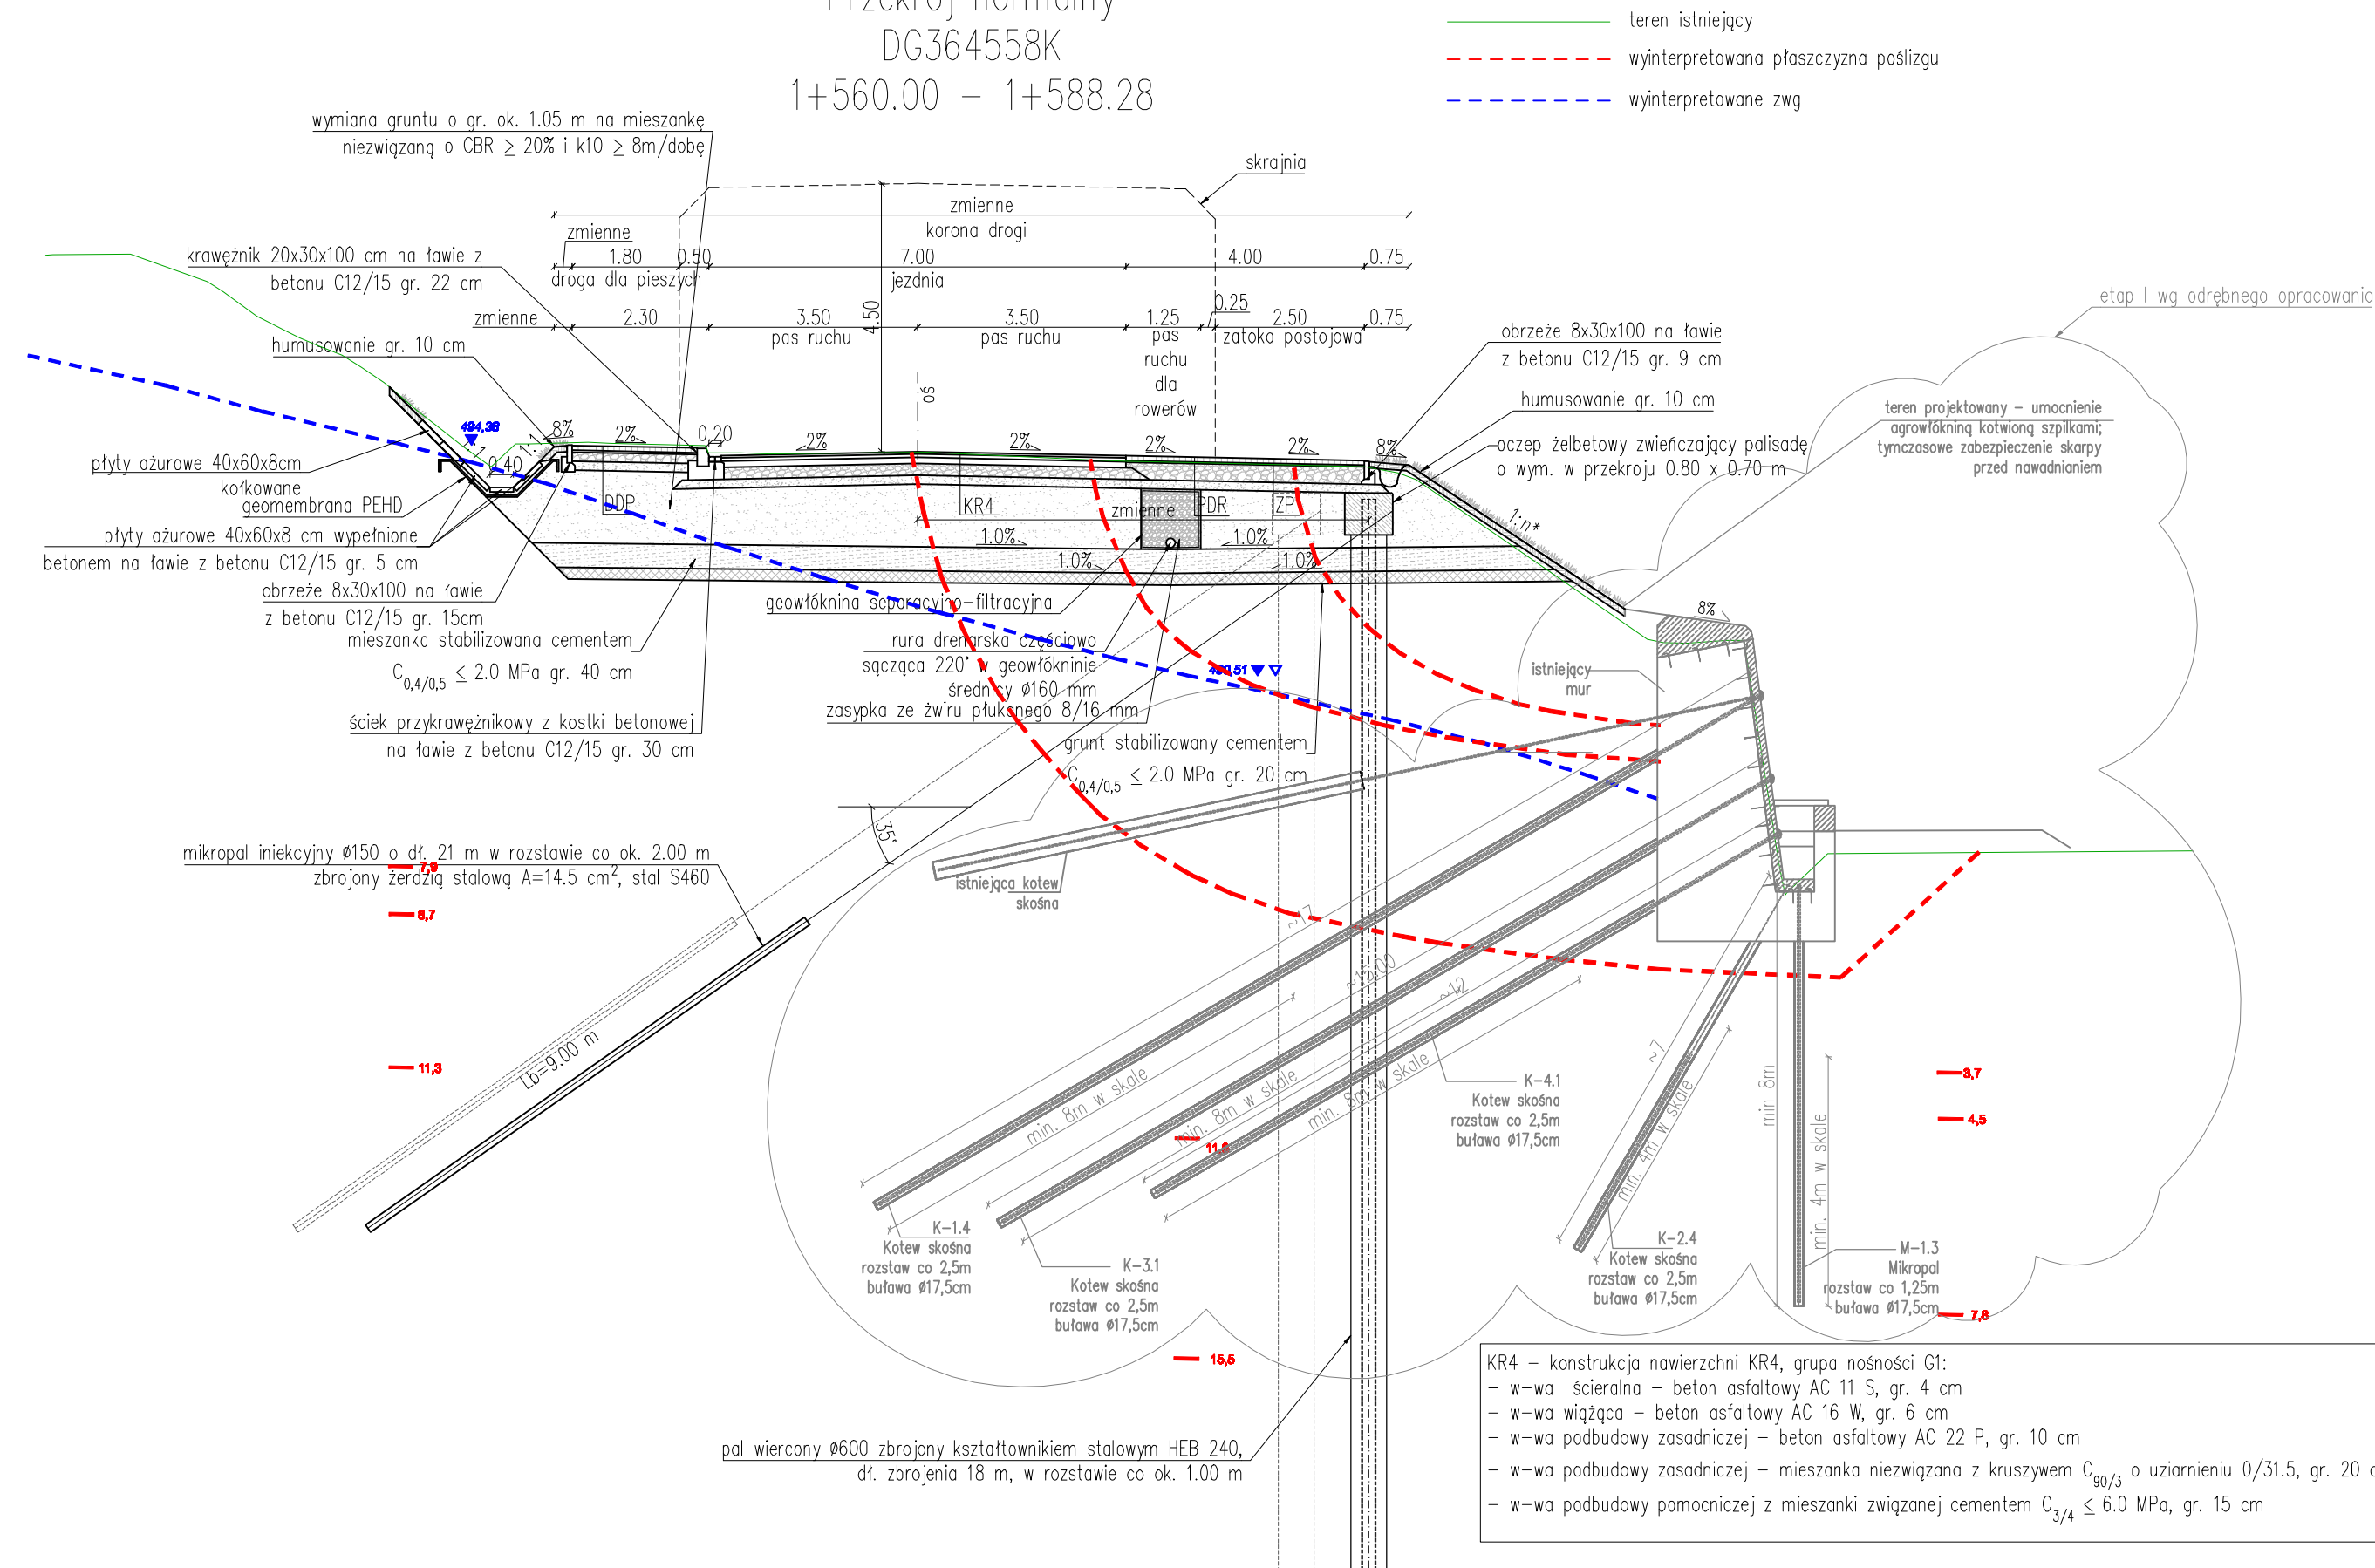 Przekrój normalny
DG364558K
1+560.00 – 1+588.28
teren istniejący
wyinterpretowana płaszczyzna poślizgu
wyinterpretowane zwg
wymiana gruntu o gr. ok. 1.05 m na mieszankę
niezwiązaną o CBR ≥ 20% i k10 ≥ 8m/dobę
skrajnia
zmienne
korona drogi
zmienne
1.80
0.50
7.00
4.00
0.75
droga dla pieszych
jezdnia
4.50
zmienne
2.30
3.50
3.50
1.25
0.25
2.50
0.75
pas ruchu
pas ruchu
pas
ruchu
dla
rowerów
zatoka postojowa
oś
krawężnik 20x30x100 cm na ławie z
betonu C12/15 gr. 22 cm
humusowanie gr. 10 cm
etap I wg odrębnego opracowania
obrzeże 8x30x100 na ławie
z betonu C12/15 gr. 9 cm
humusowanie gr. 10 cm
oczep żelbetowy zwieńczający palisadę
o wym. w przekroju 0.80 x 0.70 m
teren projektowany – umocnienie
agrowłókniną kotwioną szpilkami;
tymczasowe zabezpieczenie skarpy
przed nawadnianiem
494,38
1:1
1:1
0.40
8%
2%
0.20
2%
2%
2%
2%
8%
1:n*
8%
płyty ażurowe 40x60x8cm
kołkowane
geomembrana PEHD
płyty ażurowe 40x60x8 cm wypełnione
betonem na ławie z betonu C12/15 gr. 5 cm
obrzeże 8x30x100 na ławie
z betonu C12/15 gr. 15cm
mieszanka stabilizowana cementem
C0,4/0,5 ≤ 2.0 MPa gr. 40 cm
ściek przykrawężnikowy z kostki betonowej
na ławie z betonu C12/15 gr. 30 cm
DDP
KR4
zmienne
PDR
ZP
1.0%
1.0%
1.0%
1.0%
geowłóknina separacyjno-filtracyjna
rura drenarska częściowo
sącząca 220° w geowłókninie
średnicy ø160 mm
zasypka ze żwiru płukanego 8/16 mm
grunt stabilizowany cementem
C0,4/0,5 ≤ 2.0 MPa gr. 20 cm
490,51
istniejący
mur
35°
mikropal iniekcyjny ø150 o dł. 21 m w rozstawie co ok. 2.00 m
zbrojony żerdzią stalową A=14.5 cm², stal S460
8,7
11,3
Lb=9.00 m
istniejąca kotew
skośna
~17
~12
~7
min. 8m w skale
min. 8m w skale
min. 8m w skale
min. 4m w skale
min 8m
min. 4m w skale
15,5
3,7
4,5
7,8
K-1.4
Kotew skośna
rozstaw co 2,5m
buława ø17,5cm
K-3.1
Kotew skośna
rozstaw co 2,5m
buława ø17,5cm
K-4.1
Kotew skośna
rozstaw co 2,5m
buława ø17,5cm
K-2.4
Kotew skośna
rozstaw co 2,5m
buława ø17,5cm
M-1.3
Mikropal
rozstaw co 1,25m
buława ø17,5cm
pal wiercony ø600 zbrojony kształtownikiem stalowym HEB 240,
dł. zbrojenia 18 m, w rozstawie co ok. 1.00 m
KR4 – konstrukcja nawierzchni KR4, grupa nośności G1:
– w-wa ścieralna – beton asfaltowy AC 11 S, gr. 4 cm
– w-wa wiążąca – beton asfaltowy AC 16 W, gr. 6 cm
– w-wa podbudowy zasadniczej – beton asfaltowy AC 22 P, gr. 10 cm
– w-wa podbudowy zasadniczej – mieszanka niezwiązana z kruszywem C90/3 o uziarnieniu 0/31.5, gr. 20
– w-wa podbudowy pomocniczej z mieszanki związanej cementem C3/4 ≤ 6.0 MPa, gr. 15 cm